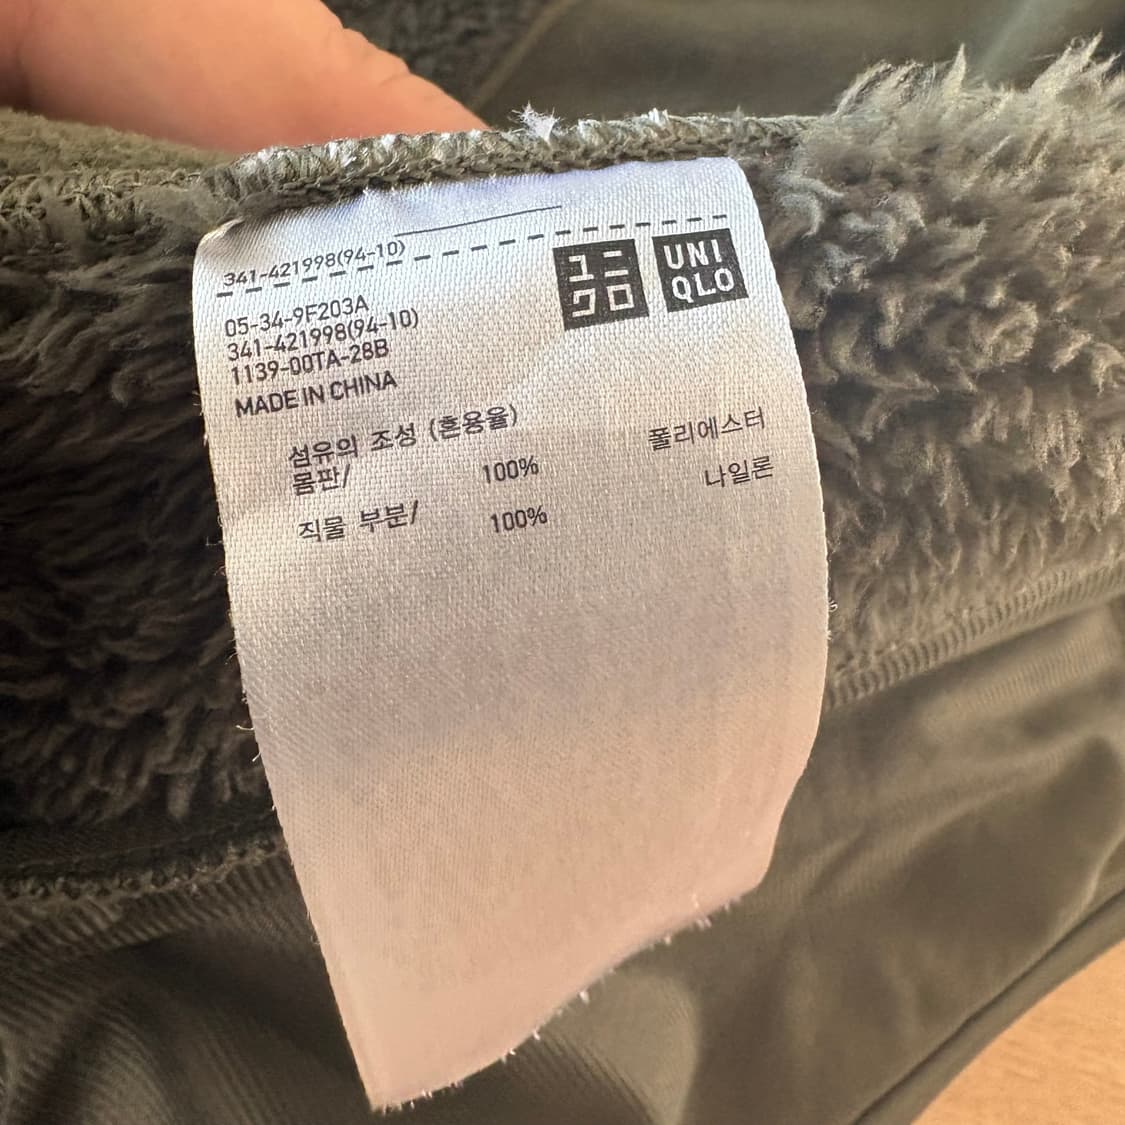 341-421998(94-10)
ユニ
クロ
UNI
QLO
05-34-9F203A
341-421998(94-10)
1139-00TA-28B
MADE IN CHINA
섬유의 조성 (혼용율)
몸판/ 100% 폴리에스터
직물 부분/ 100% 나일론